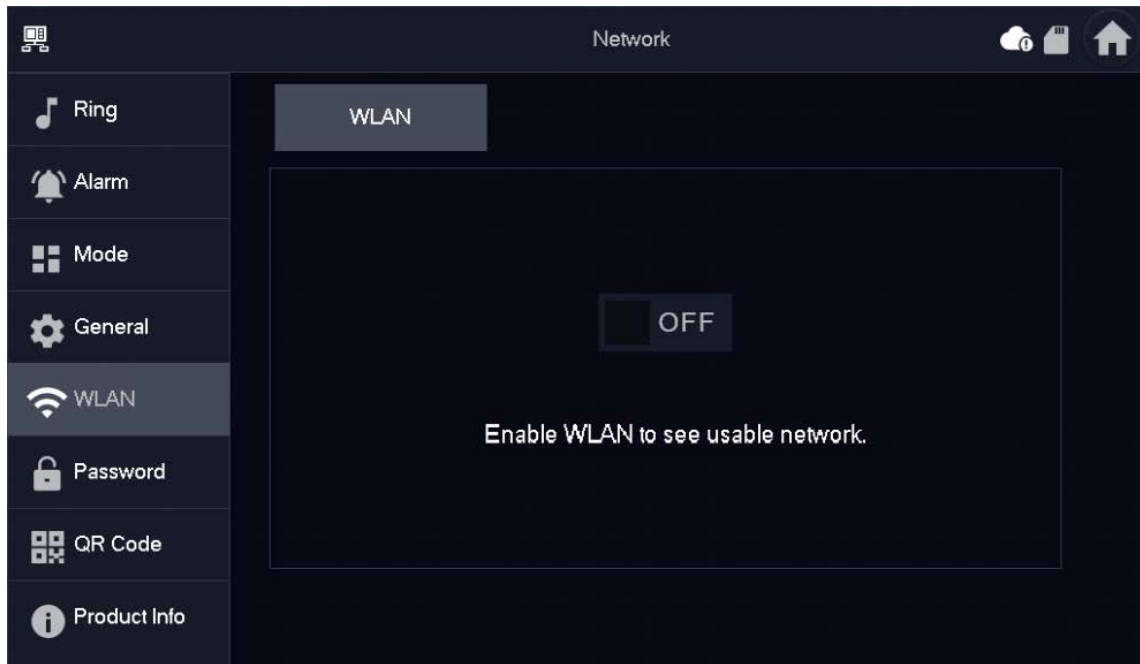 Network
Ring
WLAN
Alarm
Mode
General
OFF
WLAN
Enable WLAN to see usable network.
Password
QR Code
Product Info